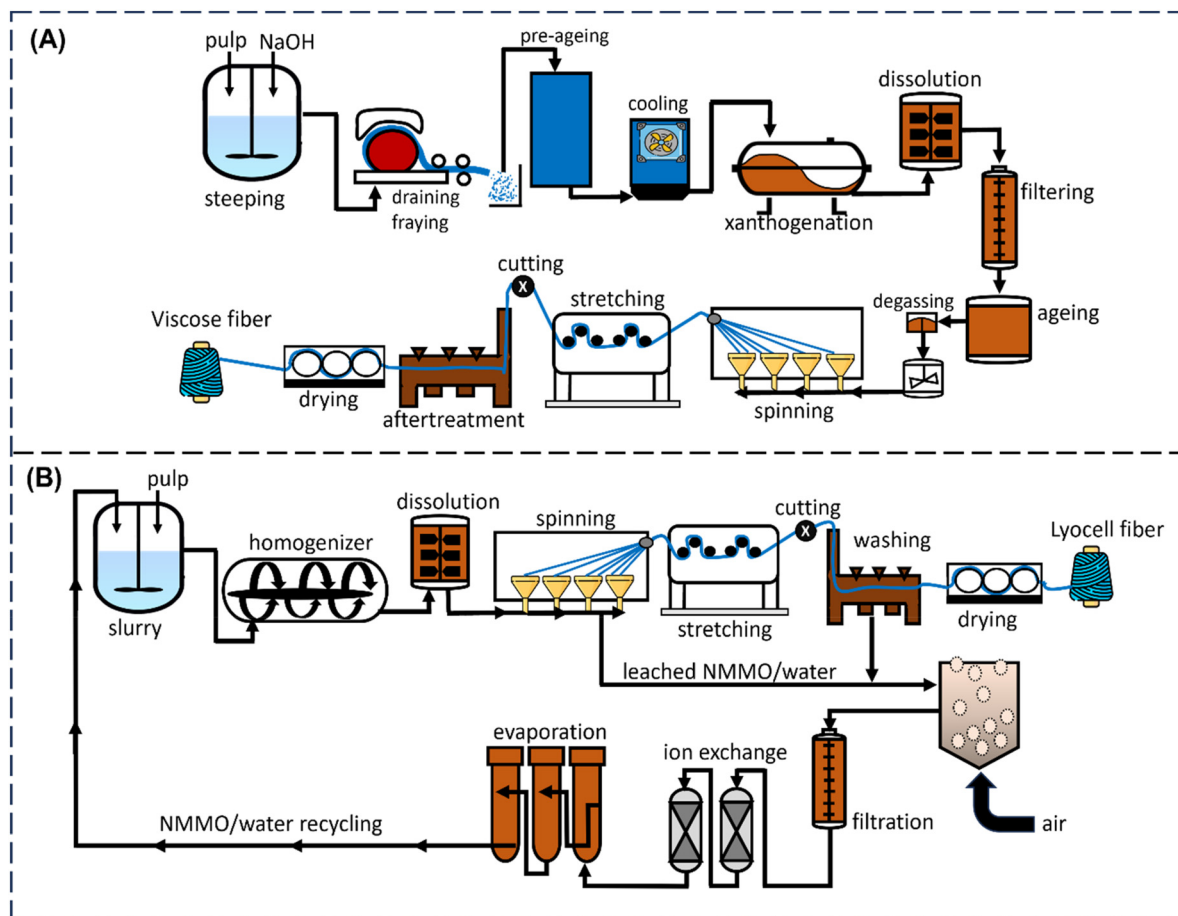 (A)
pulp NaOH
steeping
draining
fraying
pre-ageing
cooling
xanthogenation
dissolution
filtering
ageing
degassing
spinning
stretching
cutting
X
aftertreatment
drying
Viscose fiber
(B)
pulp
slurry
homogenizer
dissolution
spinning
stretching
cutting
X
washing
drying
Lyocell fiber
leached NMMO/water
air
filtration
ion exchange
evaporation
NMMO/water recycling